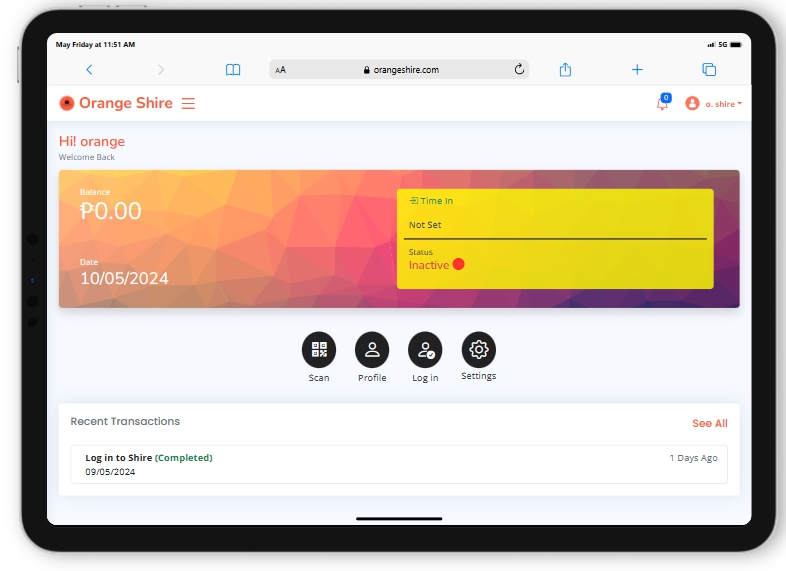 May Friday at 11:51 AM
5G
AA
orangeshire.com
Orange Shire
0
o. shire
Hi! orange
Welcome Back
Balance
₱0.00
Date
10/05/2024
Time In
Not Set
Status
Inactive
Scan
Profile
Log in
Settings
Recent Transactions
See All
Log in to Shire (Completed)
1 Days Ago
09/05/2024